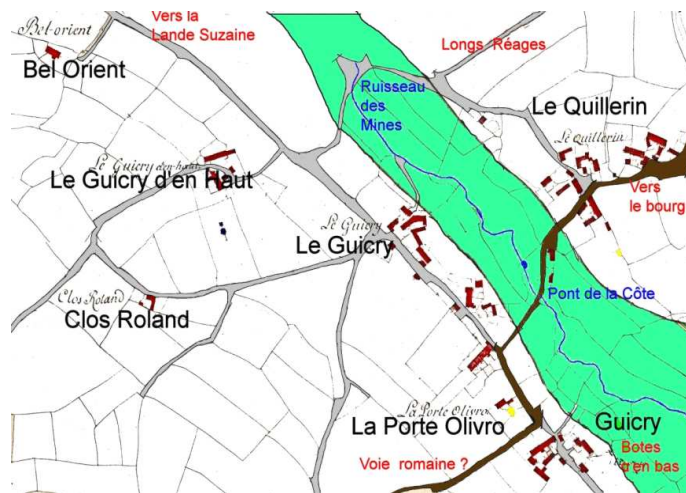 Vers la
Lande Suzaine
Bel-orient
Bel Orient
Longs Réages
Ruisseau
des
Mines
Le Quillerin
Le Quillerin
Le Guicry d'en haut
Le Guicry d'en Haut
Vers
le bourg
Le Guicry
Le Guicry
Pont de la Côte
Clos Roland
Clos Roland
La Porte Olivro
La Porte Olivro
Guicry
Voie romaine ?
Botes
d'en bas